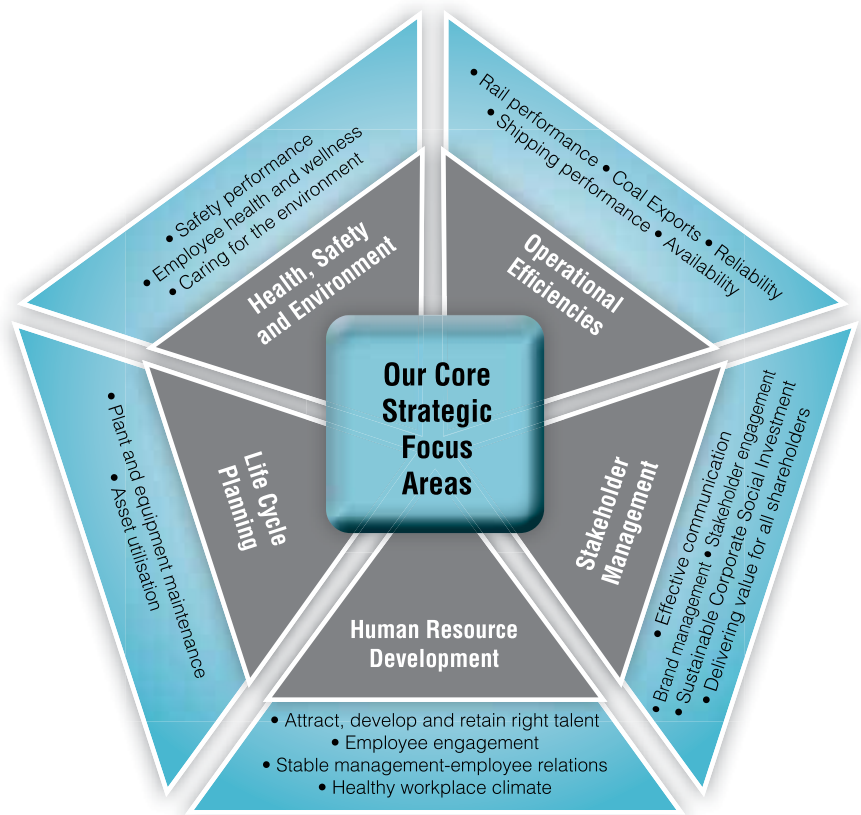 • Safety performance
• Employee health and wellness
• Caring for the environment
Health, Safety
and Environment
• Rail performance • Coal Exports • Reliability
• Shipping performance • Availability
Operational
Efficiencies
Our Core
Strategic
Focus
Areas
• Plant and equipment maintenance
• Asset utilisation
Life Cycle
Planning
Stakeholder
Management
• Effective communication
• Brand management • Stakeholder engagement
• Sustainable Corporate Social Investment
• Delivering value for all shareholders
Human Resource
Development
• Attract, develop and retain right talent
• Employee engagement
• Stable management-employee relations
• Healthy workplace climate